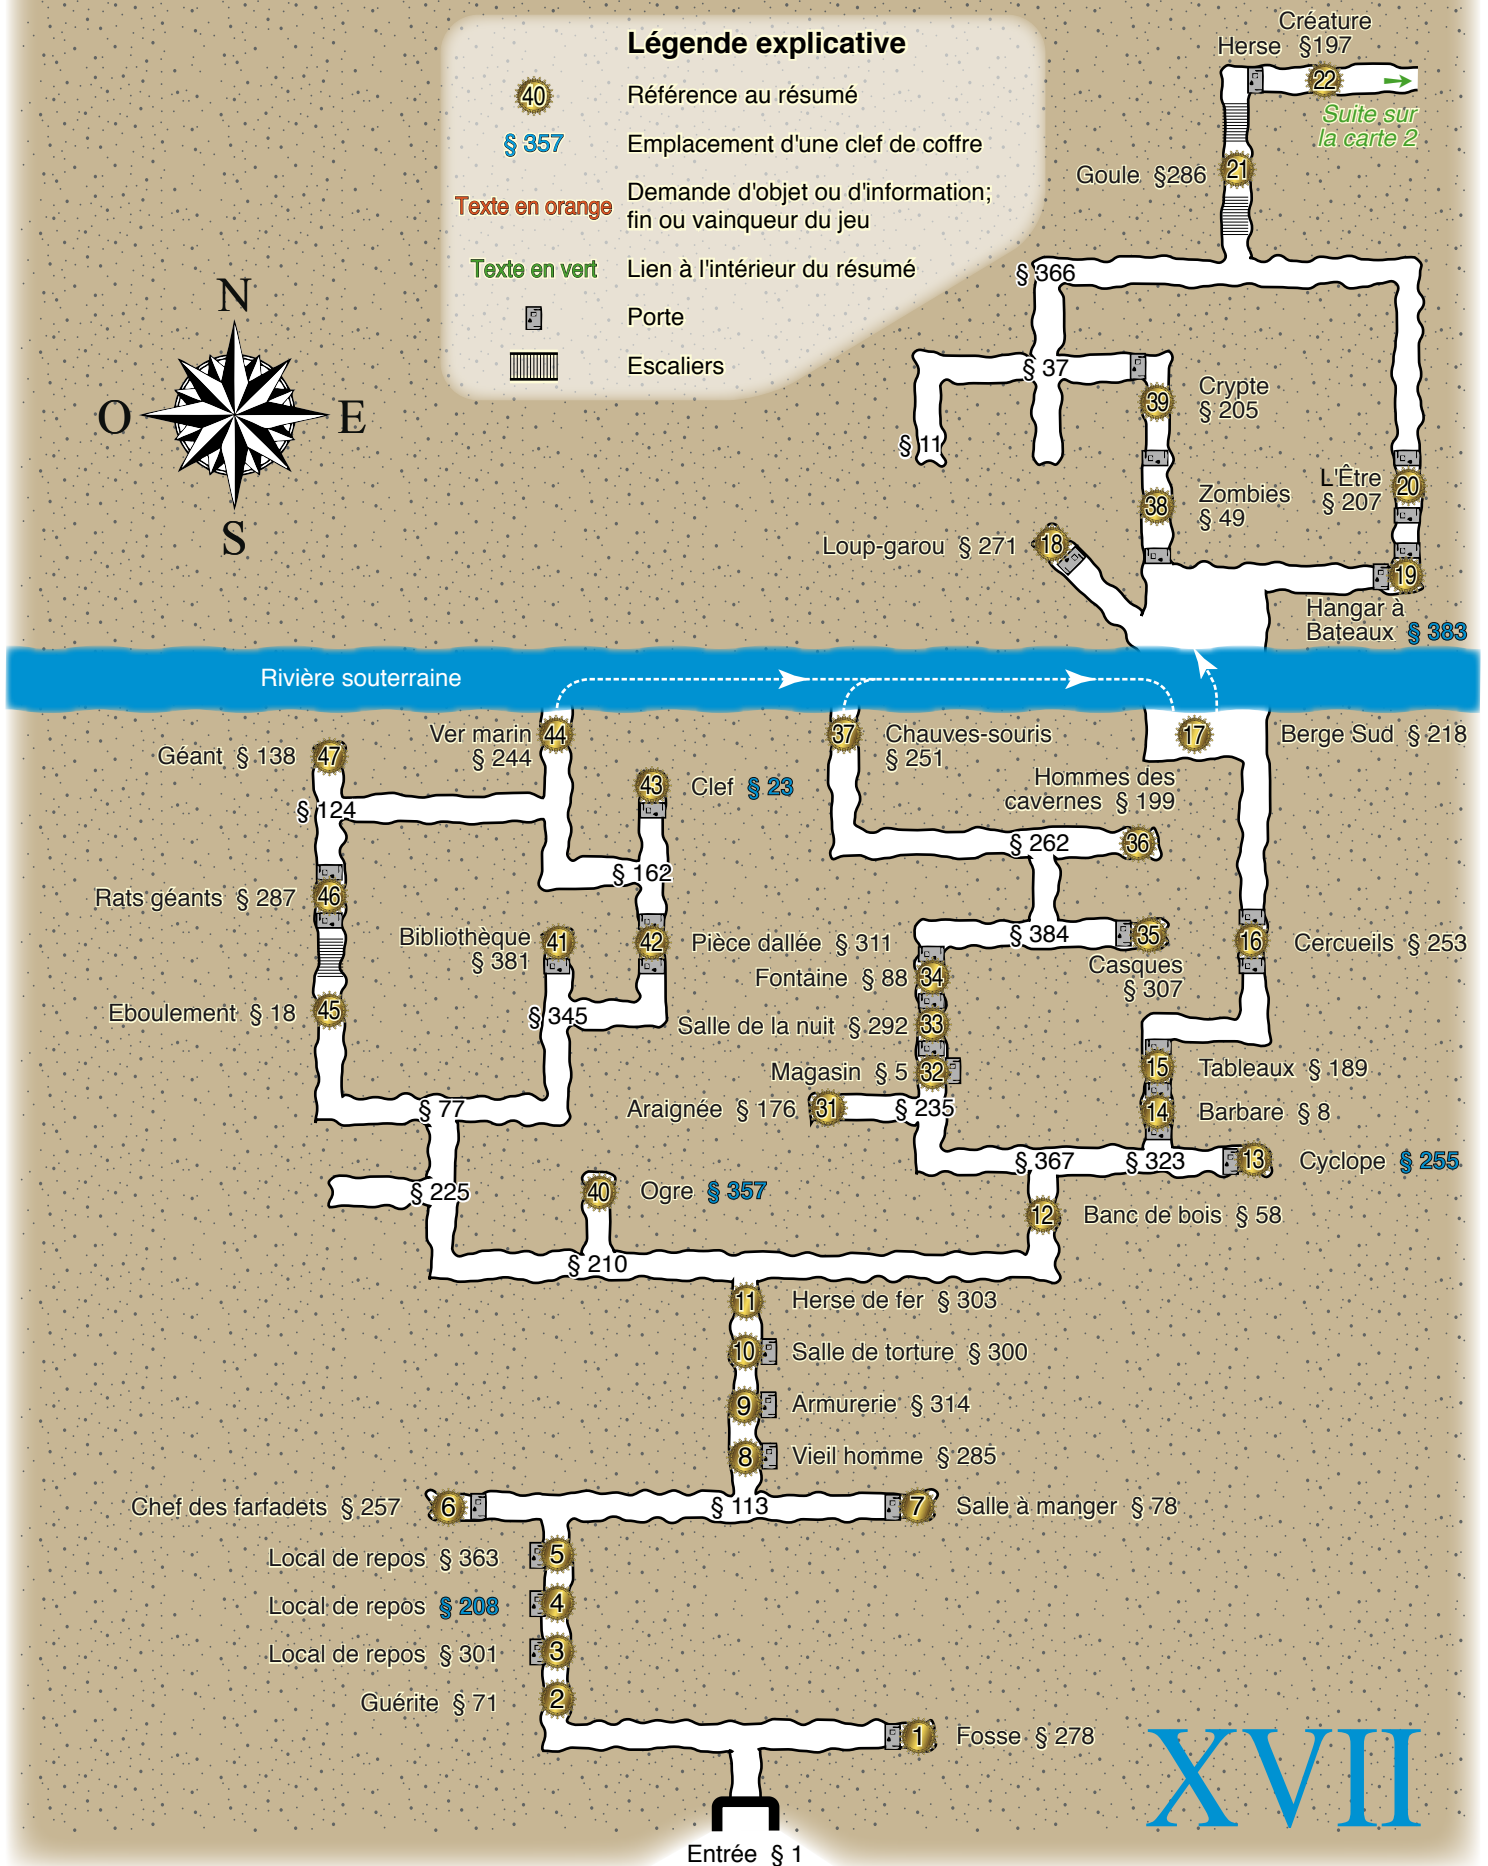 Légende explicative
40 Référence au résumé
§ 357 Emplacement d'une clef de coffre
Texte en orange Demande d'objet ou d'information;
fin ou vainqueur du jeu
Texte en vert Lien à l'intérieur du résumé
Porte
Escaliers
Créature
Herse §197
22
Suite sur
la carte 2
Goule §286 21
§ 366
N
O E
S
§ 37
39 Crypte
§ 205
§ 11
L'Être
§ 207 20
38 Zombies
§ 49
Loup-garou § 271 18
19
Hangar à
Bateaux § 383
Rivière souterraine
Ver marin
§ 244 44
37 Chauves-souris
§ 251
17 Berge Sud § 218
Géant § 138 47
43 Clef § 23
Hommes des
cavernes § 199
§ 124
§ 262 36
§ 162
Rats géants § 287 46
Bibliothèque
§ 381 41
42 Pièce dallée § 311
§ 384 35
Casques
§ 307
16 Cercueils § 253
Fontaine § 88 34
Eboulement § 18 45
§ 345
Salle de la nuit § 292 33
Magasin § 5 32
15 Tableaux § 189
§ 77
Araignée § 176 31 § 235
14 Barbare § 8
§ 367 § 323 13 Cyclope § 255
§ 225
40 Ogre § 357
12 Banc de bois § 58
§ 210
11 Herse de fer § 303
10 Salle de torture § 300
9 Armurerie § 314
8 Vieil homme § 285
Chef des farfadets § 257 6
§ 113
7 Salle à manger § 78
Local de repos § 363 5
Local de repos § 208 4
Local de repos § 301 3
Guérite § 71 2
1 Fosse § 278
XVII
Entrée § 1